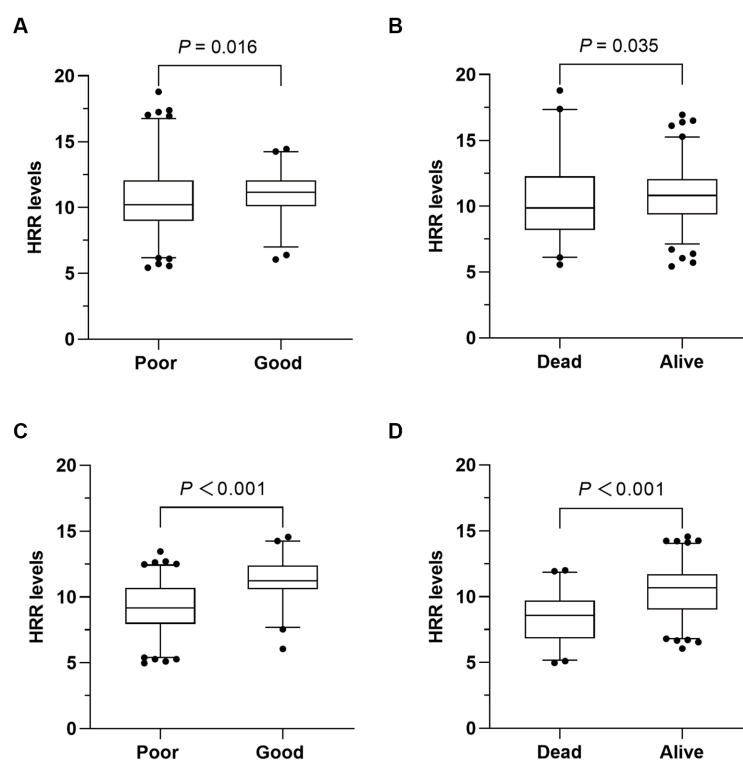 A
P = 0.016
HRR levels
20
15
10
5
0
Poor Good
B
P = 0.035
HRR levels
20
15
10
5
0
Dead Alive
C
P < 0.001
HRR levels
20
15
10
5
0
Poor Good
D
P < 0.001
HRR levels
20
15
10
5
0
Dead Alive